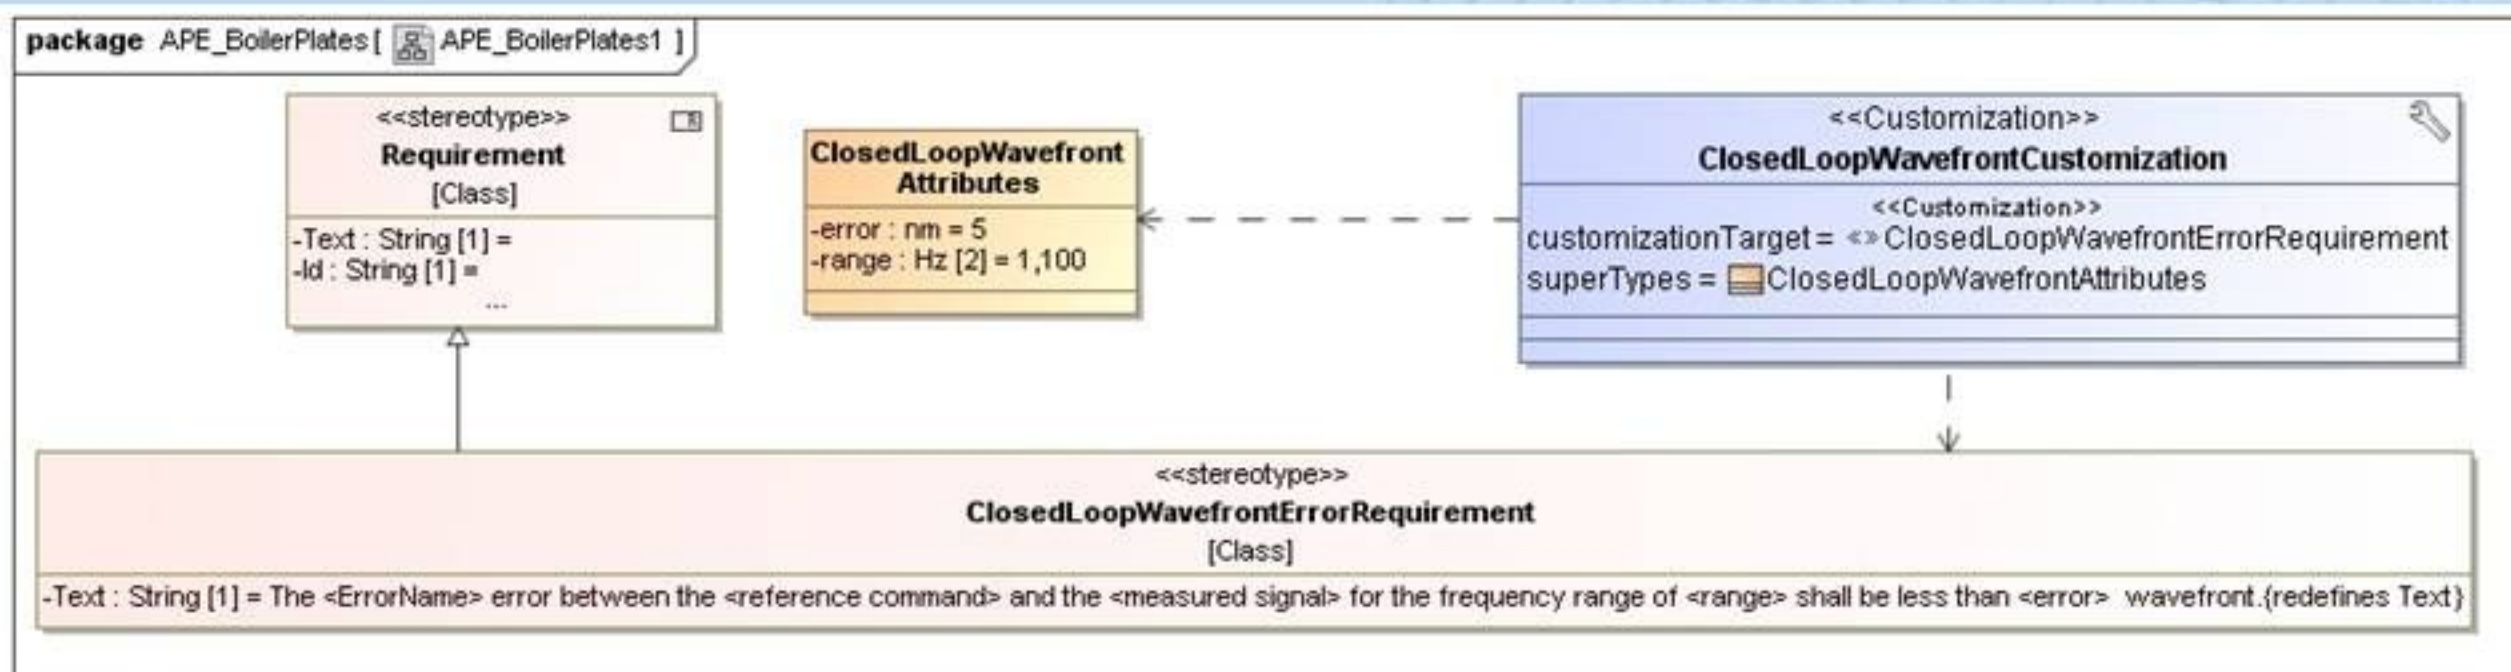 package APE_BoilerPlates[ APE_BoilerPlates1 ]
<<stereotype>>
Requirement
[Class]
-Text : String [1] =
-Id : String [1] =
...
ClosedLoopWavefront
Attributes
-error : nm = 5
-range : Hz [2] = 1,100
<<Customization>>
ClosedLoopWavefrontCustomization
<<Customization>>
customizationTarget = «»ClosedLoopWavefrontErrorRequirement
superTypes = ClosedLoopWavefrontAttributes
<<stereotype>>
ClosedLoopWavefrontErrorRequirement
[Class]
-Text : String [1] = The <ErrorName> error between the <reference command> and the <measured signal> for the frequency range of <range> shall be less than <error>  wavefront.{redefines Text}